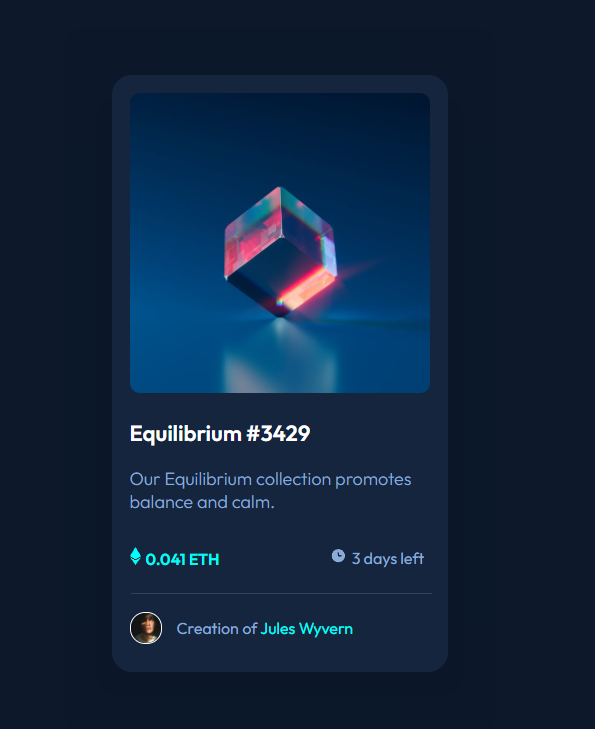 Equilibrium #3429
Our Equilibrium collection promotes
balance and calm.
0.041 ETH
3 days left
Creation of Jules Wyvern